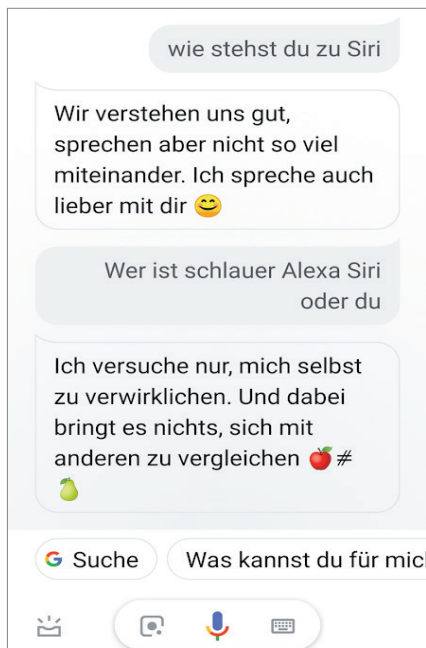 wie stehst du zu Siri
Wir verstehen uns gut,
sprechen aber nicht so viel
miteinander. Ich spreche auch
lieber mit dir 😊
Wer ist schlauer Alexa Siri
oder du
Ich versuche nur, mich selbst
zu verwirklichen. Und dabei
bringt es nichts, sich mit
anderen zu vergleichen 🍎≠
🍐
G Suche
Was kannst du für mic